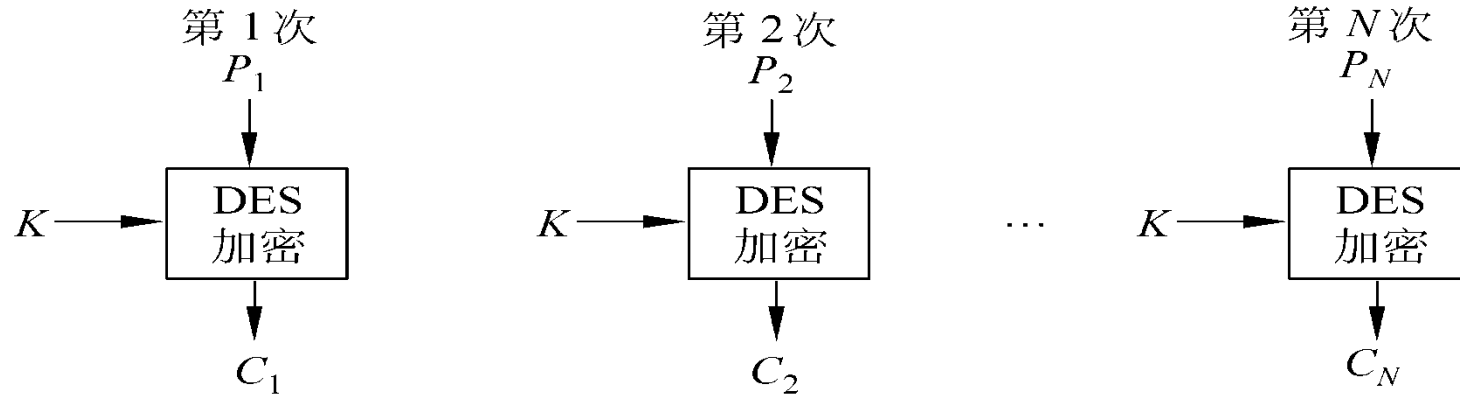 第 1 次 第 2 次 第 N 次
P1 P2 PN
K DES 加密 K DES 加密 … K DES 加密
C1 C2 CN